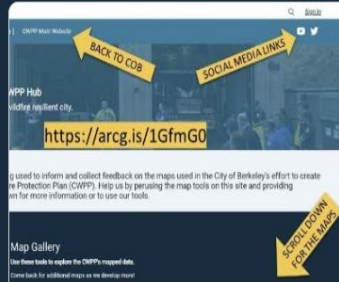 Sign In
CWPP Main Website
BACK TO COB
SOCIAL MEDIA LINKS
WPP Hub
wildfire resilient city.
https://arcg.is/1GfmG0
g used to inform and collect feedback on the maps used in the City of Berkeley's effort to create
re Protection Plan (CWPP). Help us by perusing the map tools on this site and providing
wn for more information or to use our tools.
SCROLL DOWN
FOR THE MAPS
Map Gallery
Use these tools to explore the CWPP's mapped data.
Come back for additional maps as we develop more!